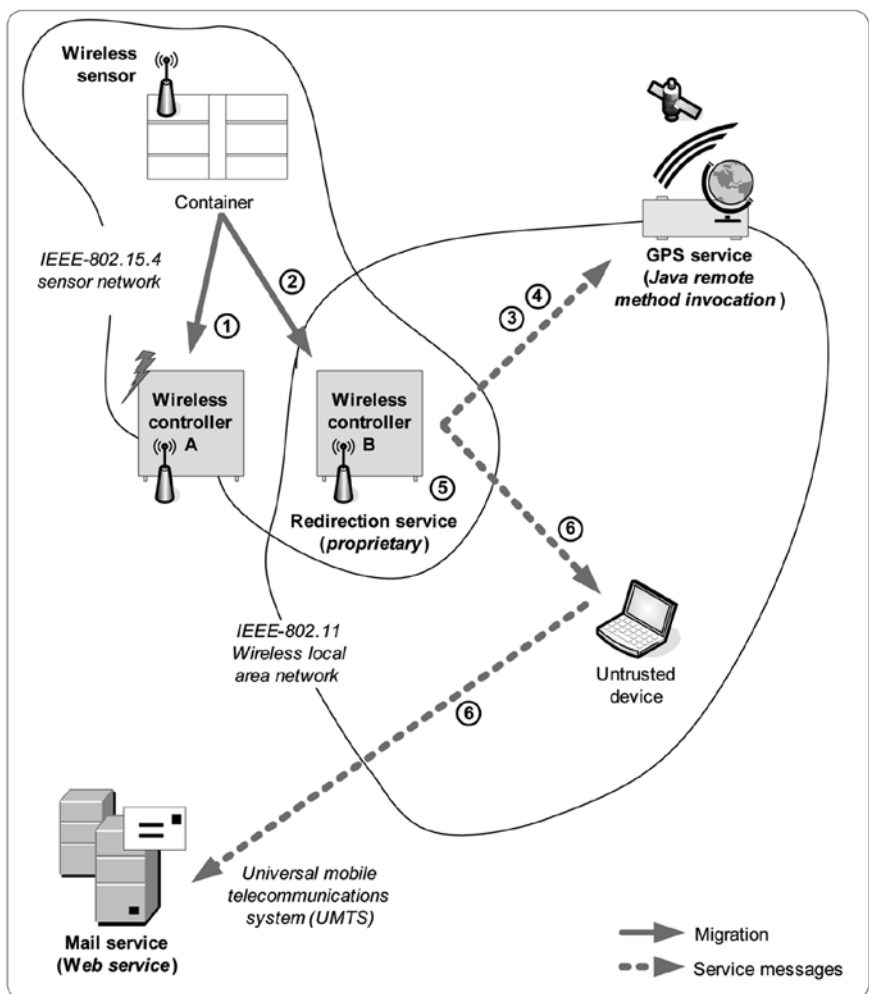 Wireless
sensor
Container
IEEE-802.15.4
sensor network
1
2
3
4
GPS service
(Java remote
method invocation)
Wireless
controller
A
Wireless
controller
B
5
Redirection service
(proprietary)
6
IEEE-802.11
Wireless local
area network
Untrusted
device
6
Universal mobile
telecommunications
system (UMTS)
Mail service
(Web service)
Migration
Service messages